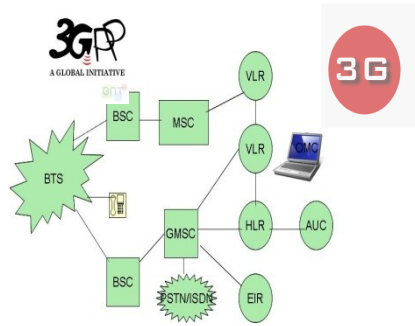 3GPP
A GLOBAL INITIATIVE
3G
VLR
BSC
MSC
VLR
OMC
BTS
GMSC
HLR
AUC
BSC
PSTN/ISDN
EIR